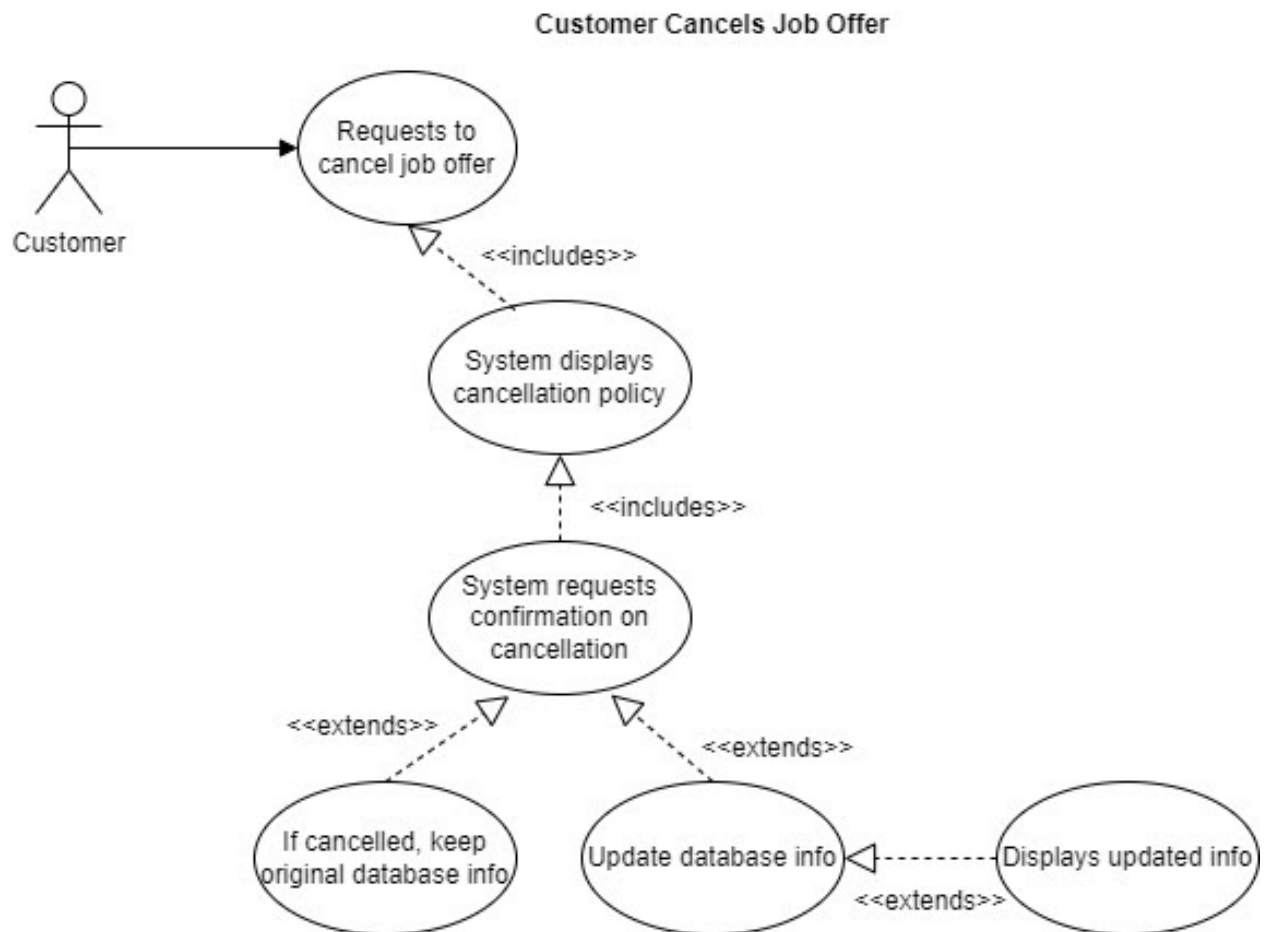 Customer Cancels Job Offer
Requests to
cancel job offer
Customer
<<includes>>
System displays
cancellation policy
<<includes>>
System requests
confirmation on
cancellation
<<extends>>
<<extends>>
If cancelled, keep
original database info
Update database info
Displays updated info
<<extends>>